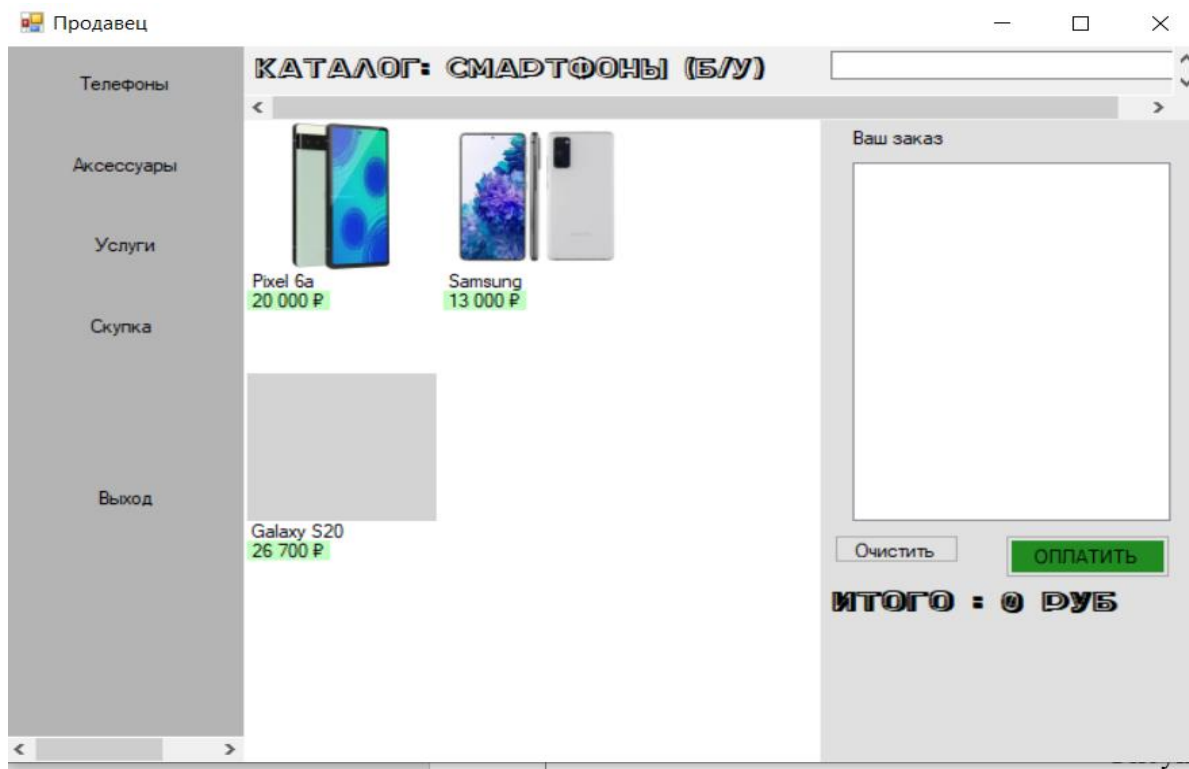 Продавец
Телефоны
Аксессуары
Услуги
Скупка
Выход
КАТАЛОГ: СМАРТФОНЫ (Б/У)
Pixel 6a
20 000 ₽
Samsung
13 000 ₽
Galaxy S20
26 700 ₽
Ваш заказ
Очистить
ОПЛАТИТЬ
ИТОГО : 0 РУБ